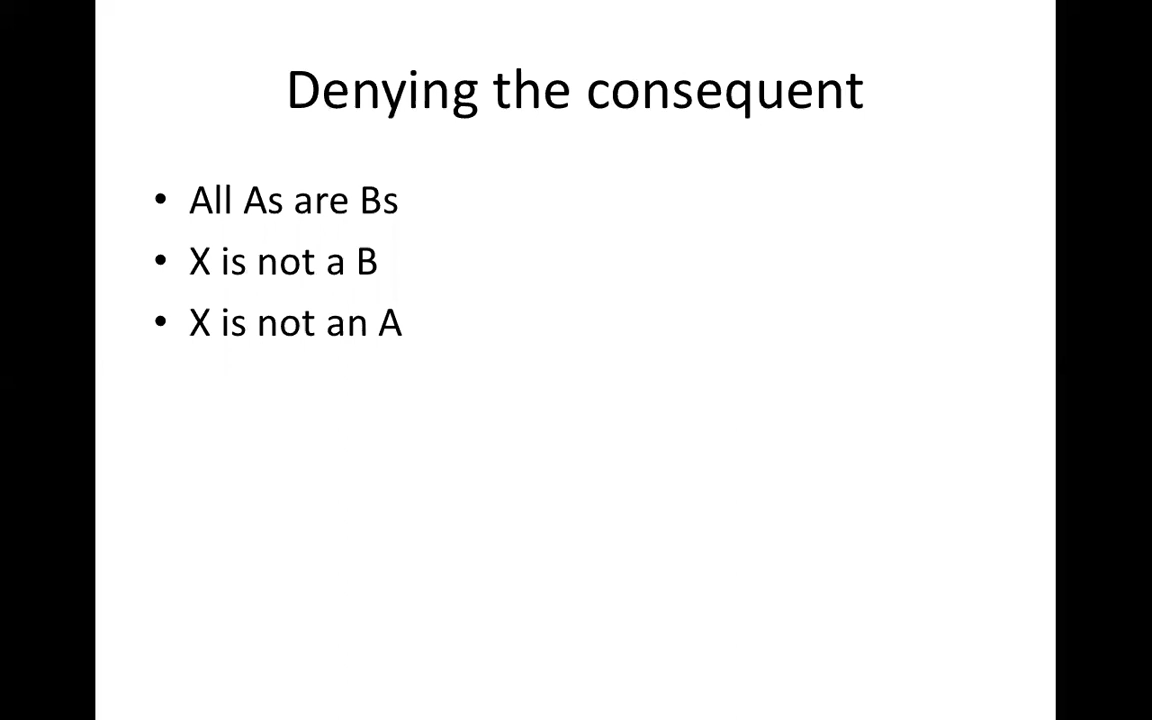 Denying the consequent
• All As are Bs
• X is not a B
• X is not an A